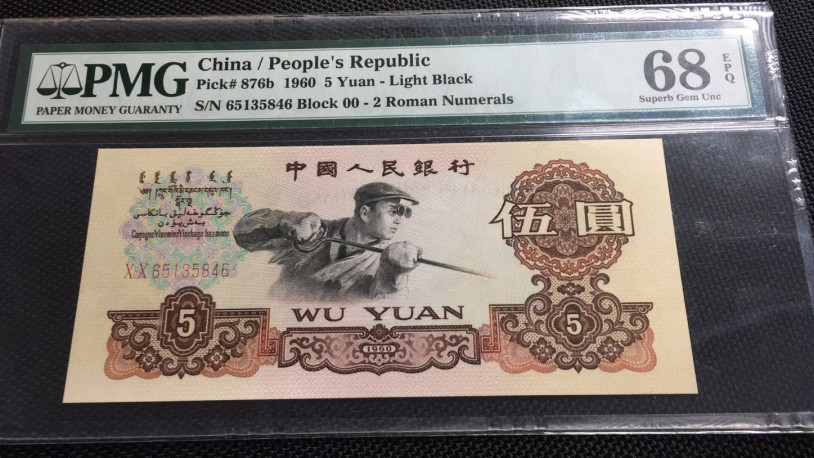 PMG
PAPER MONEY GUARANTY
China / People's Republic
Pick# 876b 1960 5 Yuan - Light Black
S/N 65135846 Block 00 - 2 Roman Numerals
68 EPQ
Superb Gem Unc
中國人民銀行
伍圓
XX 65135846
WU YUAN
5
1960
5